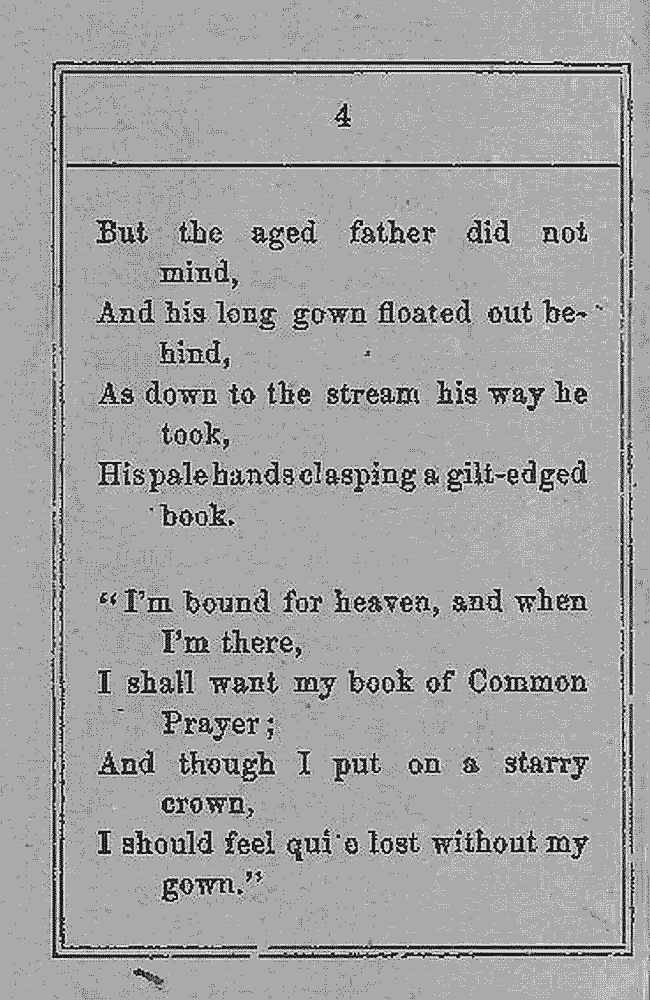 4
But the aged father did not
mind,
And his long gown floated out be-
hind,
As down to the stream his way he
took,
His pale hands clasping a gilt-edged
book.
"I'm bound for heaven, and when
I'm there,
I shall want my book of Common
Prayer;
And though I put on a starry
crown,
I should feel qui e lost without my
gown."